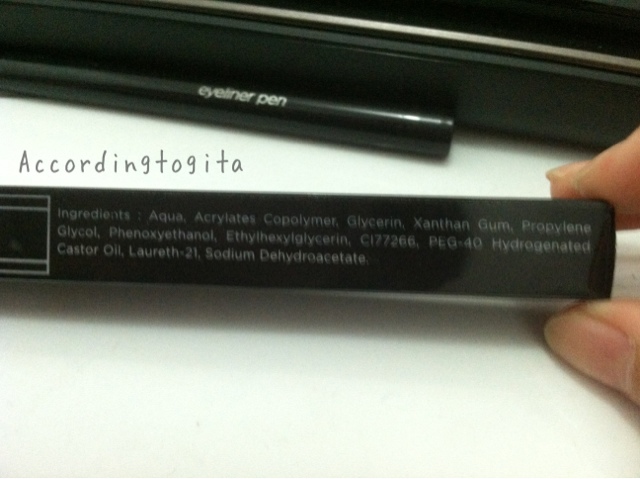 eyeliner pen
Accordingtogita
Ingredients : Aqua, Acrylates Copolymer, Glycerin, Xanthan Gum, Propylene
Glycol, Phenoxyethanol, Ethylhexylglycerin, CI77266, PEG-40 Hydrogenated
Castor Oil, Laureth-21, Sodium Dehydroacetate.